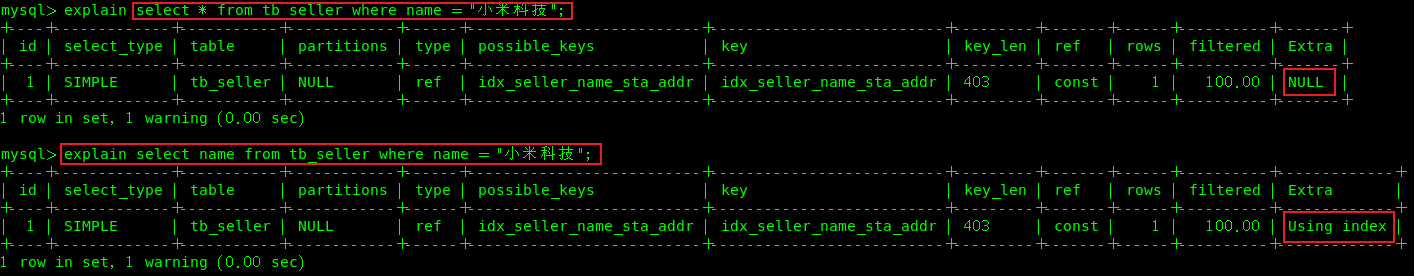 mysql> explain select * from tb_seller where name = "小米科技";
+----+-------------+-----------+------------+------+--------------------------+--------------------------+---------+-------+------+----------+-------+
| id | select_type | table | partitions | type | possible_keys | key | key_len | ref | rows | filtered | Extra |
+----+-------------+-----------+------------+------+--------------------------+--------------------------+---------+-------+------+----------+-------+
| 1 | SIMPLE | tb_seller | NULL | ref | idx_seller_name_sta_addr | idx_seller_name_sta_addr | 403 | const | 1 | 100.00 | NULL |
+----+-------------+-----------+------------+------+--------------------------+--------------------------+---------+-------+------+----------+-------+
1 row in set, 1 warning (0.00 sec)
mysql> explain select name from tb_seller where name = "小米科技";
+----+-------------+-----------+------------+------+--------------------------+--------------------------+---------+-------+------+----------+-------------+
| id | select_type | table | partitions | type | possible_keys | key | key_len | ref | rows | filtered | Extra |
+----+-------------+-----------+------------+------+--------------------------+--------------------------+---------+-------+------+----------+-------------+
| 1 | SIMPLE | tb_seller | NULL | ref | idx_seller_name_sta_addr | idx_seller_name_sta_addr | 403 | const | 1 | 100.00 | Using index |
+----+-------------+-----------+------------+------+--------------------------+--------------------------+---------+-------+------+----------+-------------+
1 row in set, 1 warning (0.00 sec)